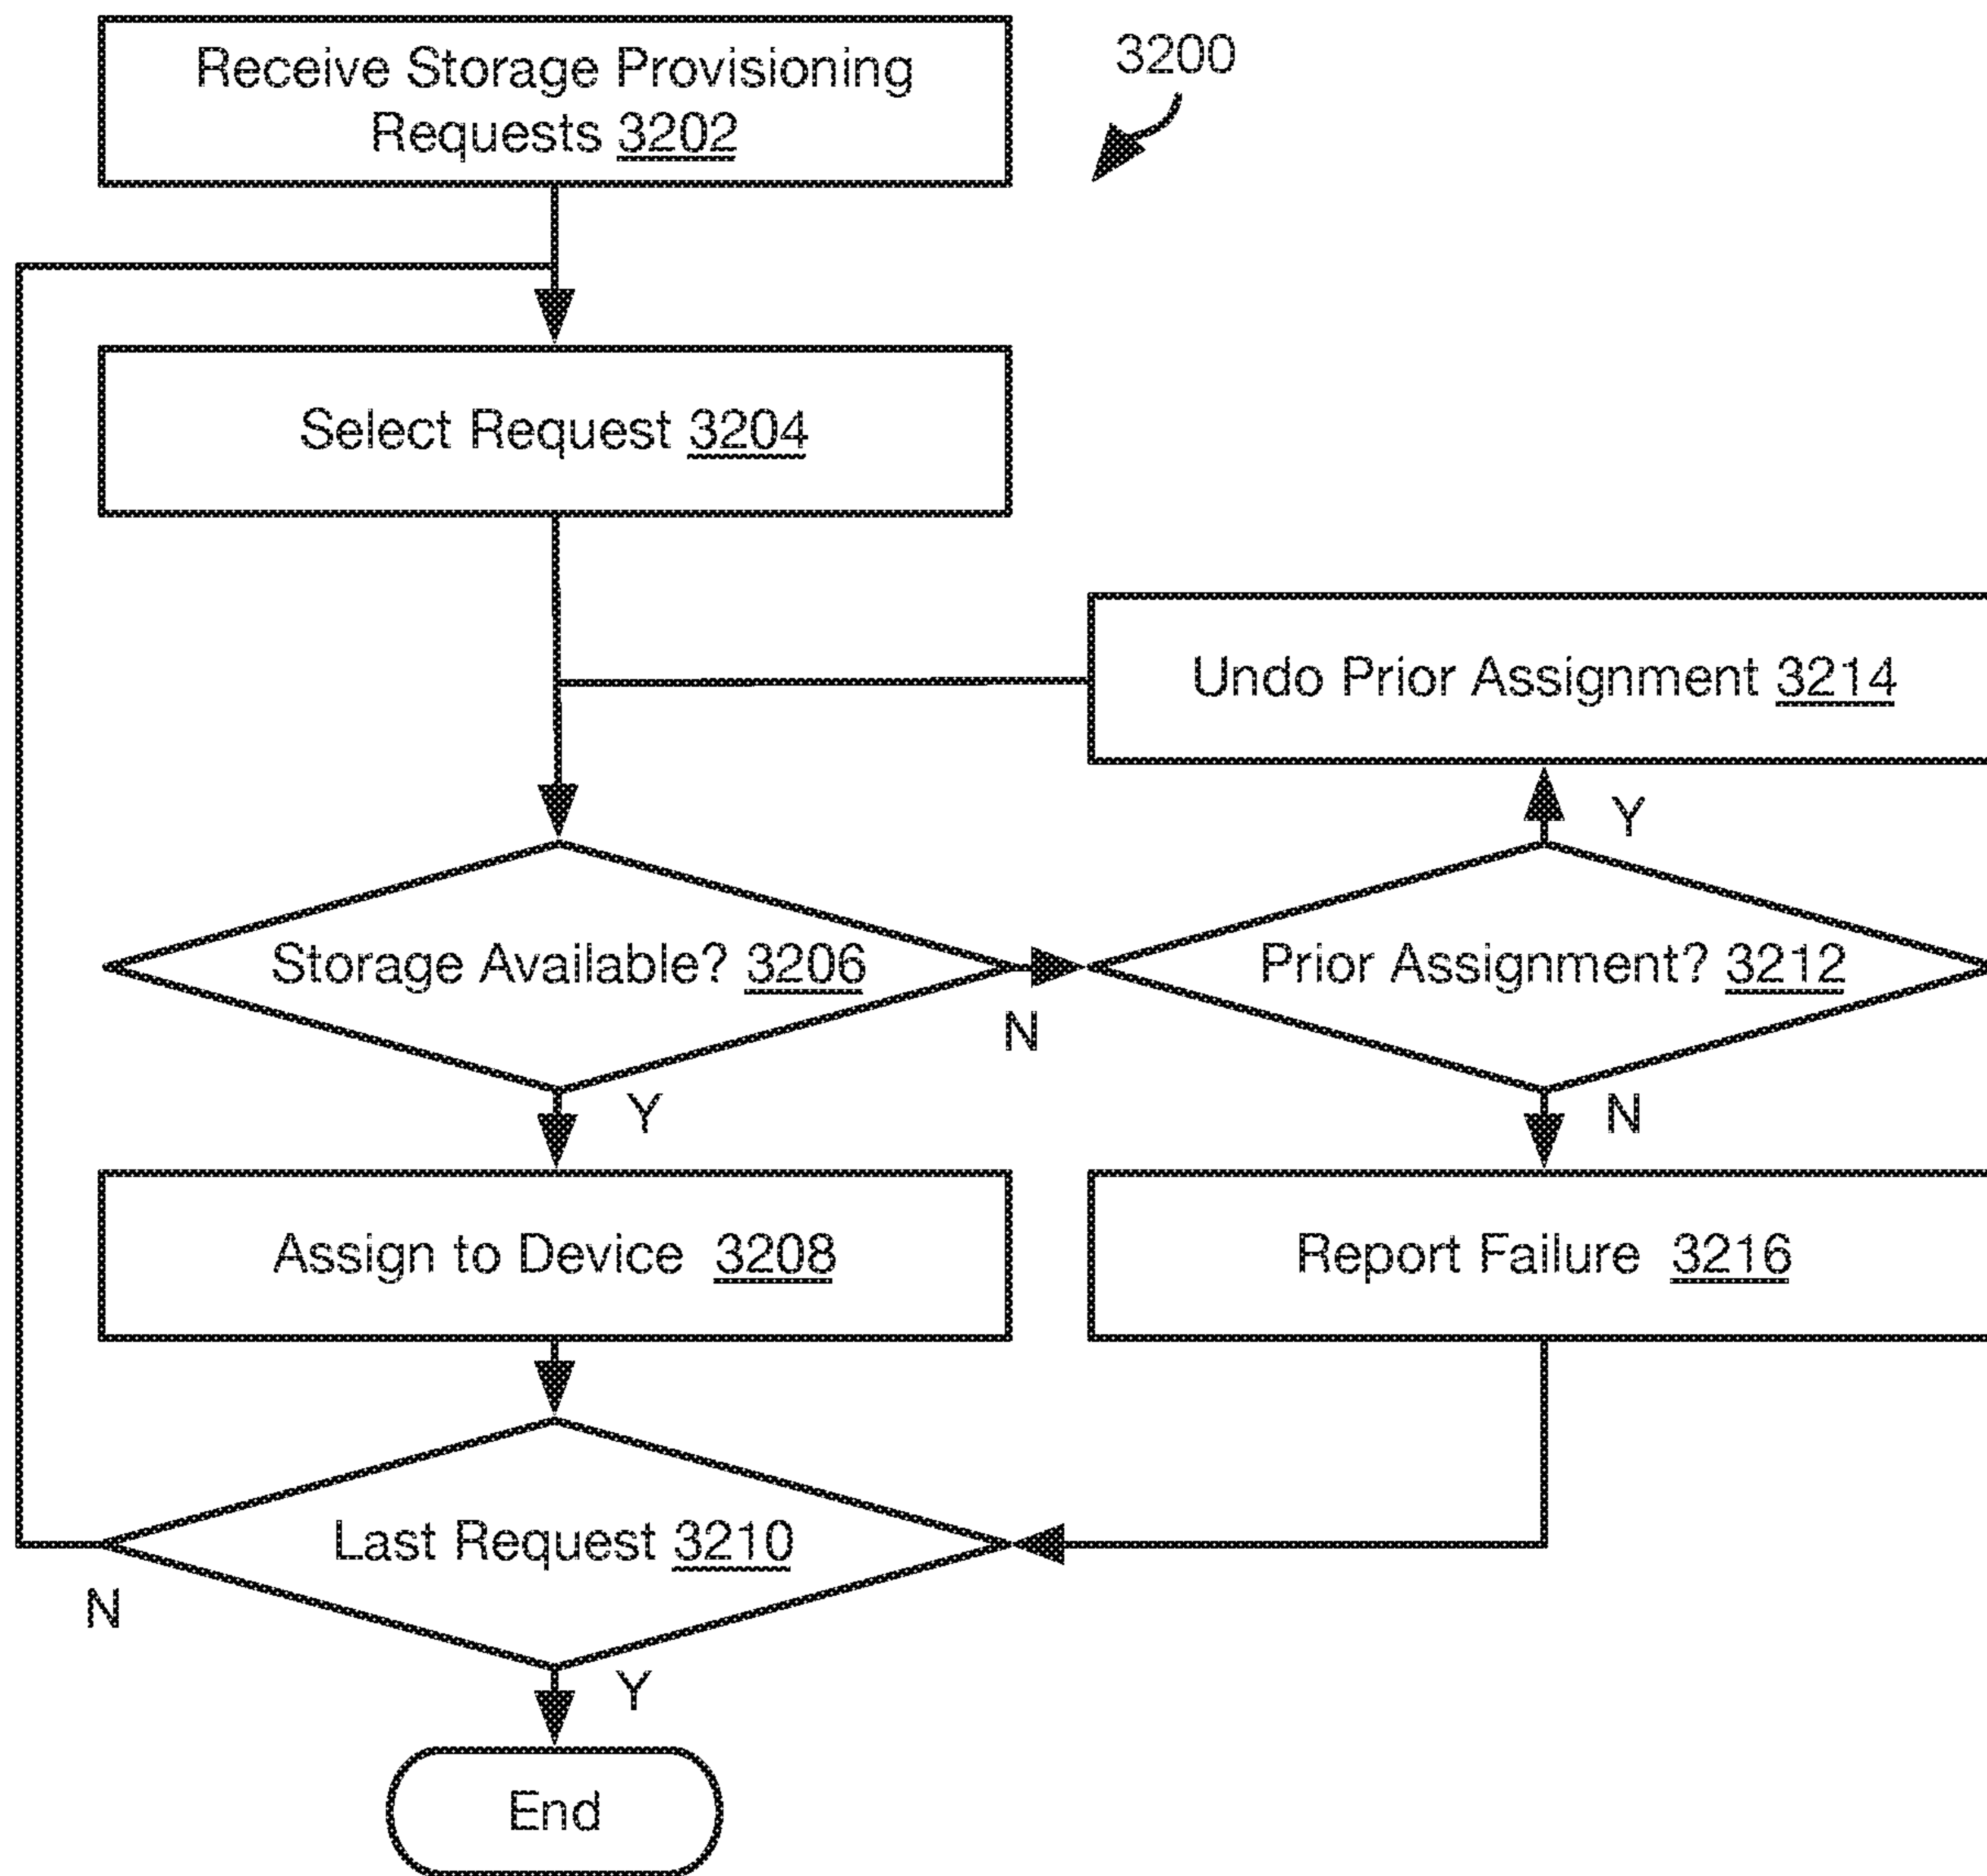 Receive Storage Provisioning
Requests 3202
3200
Select Request 3204
Undo Prior Assignment 3214
Y
Storage Available? 3206
Prior Assignment? 3212
N
Y
N
Assign to Device 3208
Report Failure 3216
Last Request 3210
N
Y
End